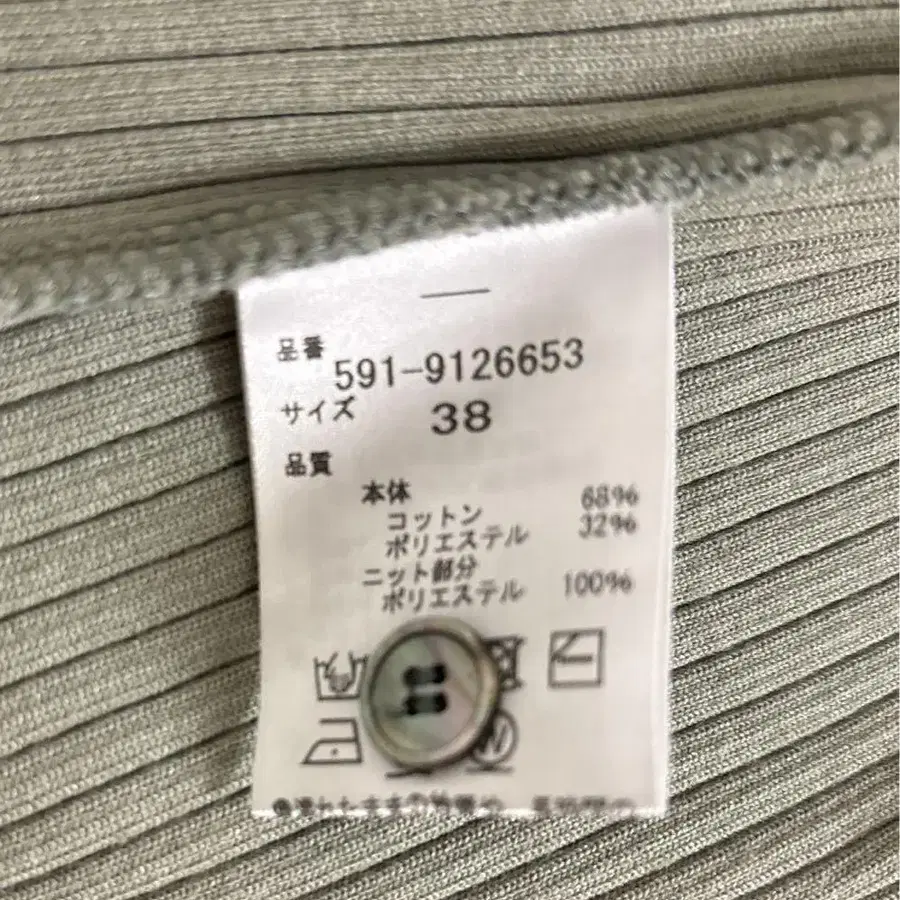 品番
591-9126653
サイズ 38
品質
本体
コットン 68%
ポリエステル 32%
ニット部分
ポリエステル 100%
W